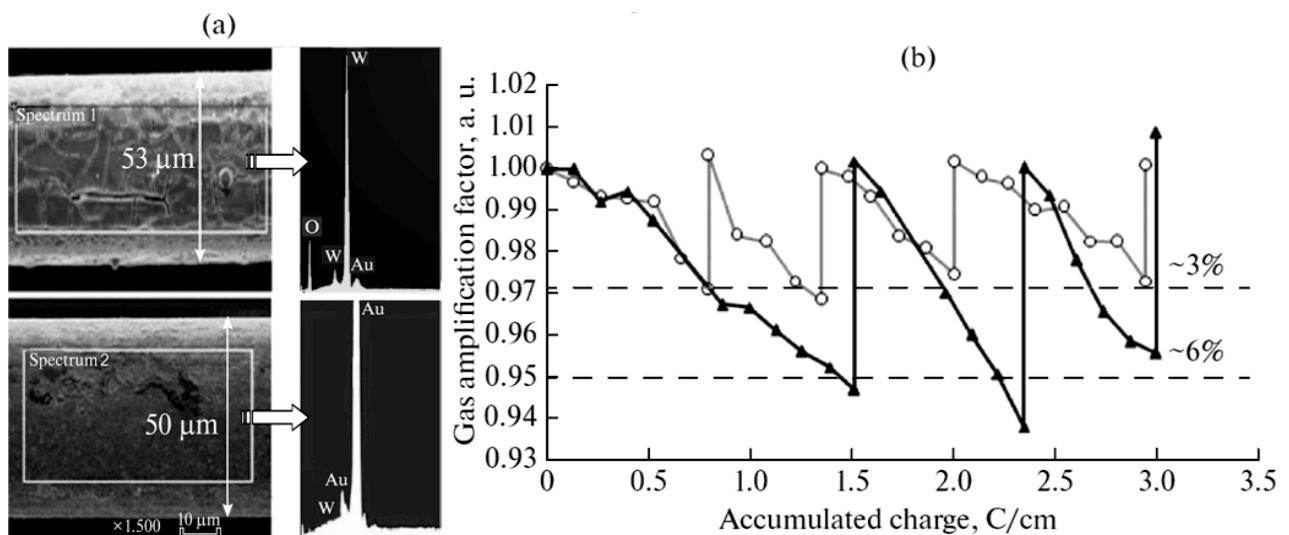 (a)
Spectrum 1
53 μm
W
O
W
Au
Spectrum 2
50 μm
×1.500
10 μm
Au
Au
W
(b)
Gas amplification factor, a. u.
1.02
1.01
1.00
0.99
0.98
0.97
0.96
0.95
0.94
0.93
~3%
~6%
0
0.5
1.0
1.5
2.0
2.5
3.0
3.5
Accumulated charge, C/cm